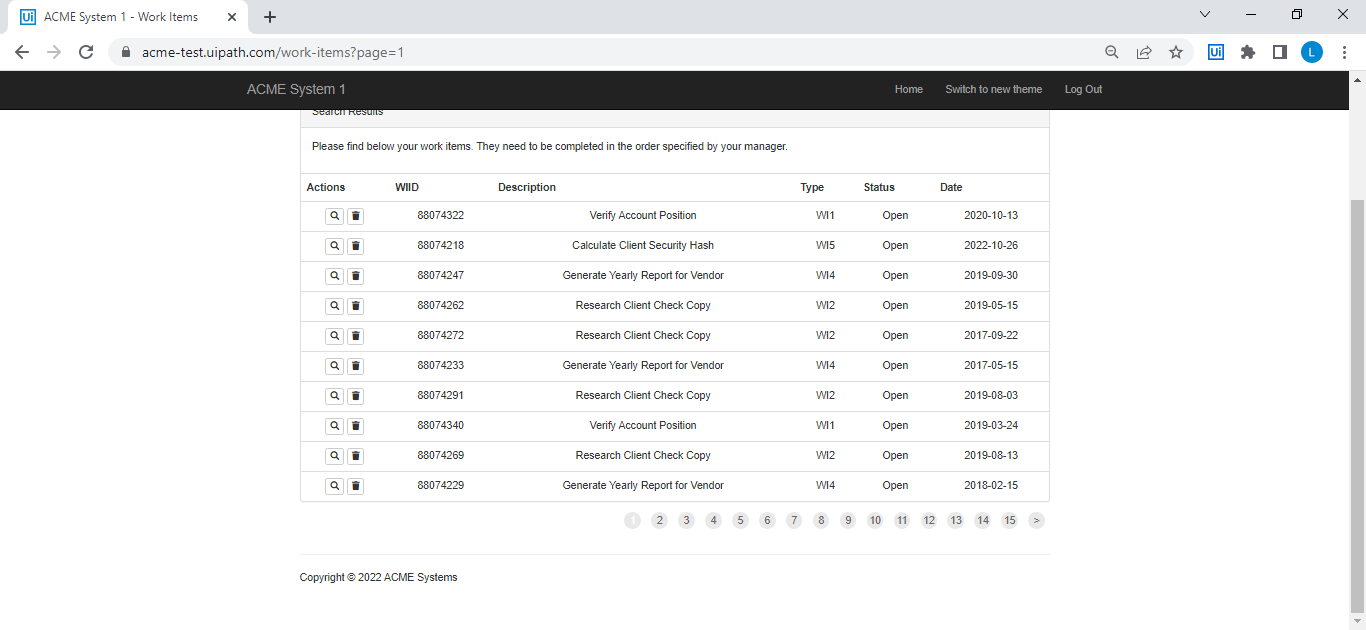 Ui ACME System 1 - Work Items
acme-test.uipath.com/work-items?page=1
Ui
L
ACME System 1 Home Switch to new theme Log Out
Search Results
Please find below your work items. They need to be completed in the order specified by your manager.
Actions WIID Description Type Status Date
88074322 Verify Account Position WI1 Open 2020-10-13
88074218 Calculate Client Security Hash WI5 Open 2022-10-26
88074247 Generate Yearly Report for Vendor WI4 Open 2019-09-30
88074262 Research Client Check Copy WI2 Open 2019-05-15
88074272 Research Client Check Copy WI2 Open 2017-09-22
88074233 Generate Yearly Report for Vendor WI4 Open 2017-05-15
88074291 Research Client Check Copy WI2 Open 2019-08-03
88074340 Verify Account Position WI1 Open 2019-03-24
88074269 Research Client Check Copy WI2 Open 2019-08-13
88074229 Generate Yearly Report for Vendor WI4 Open 2018-02-15
1 2 3 4 5 6 7 8 9 10 11 12 13 14 15 >
Copyright © 2022 ACME Systems